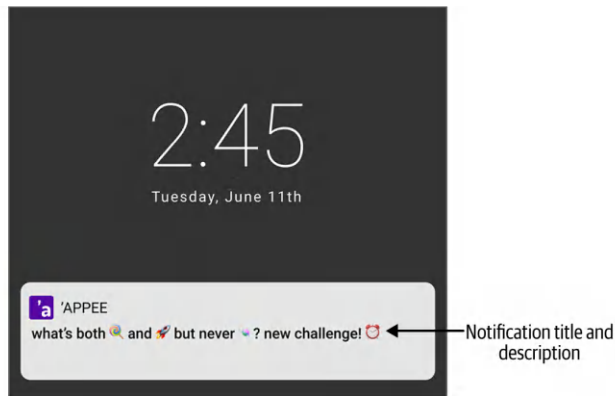 2:45
Tuesday, June 11th
'a
'APPEE
what's both 🍭 and 🚀 but never 🍬? new challenge! ⏰
Notification title and
description